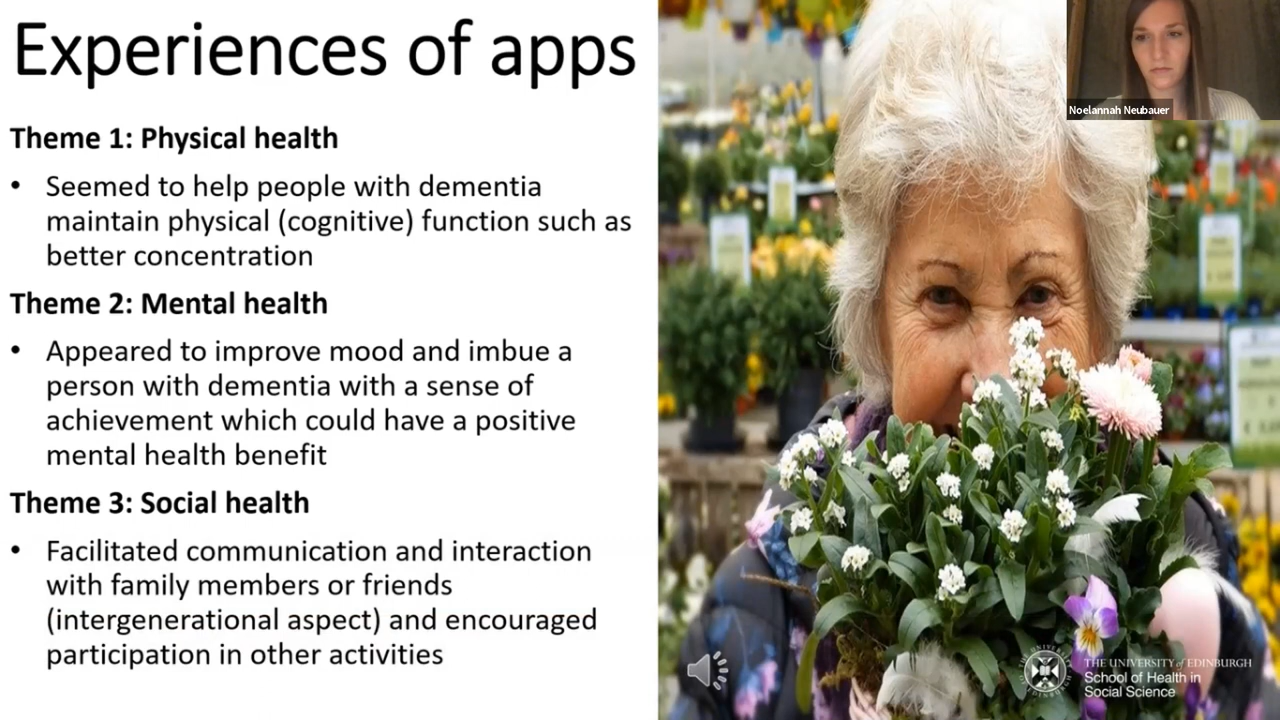 Experiences of apps
Theme 1: Physical health
• Seemed to help people with dementia
maintain physical (cognitive) function such as
better concentration
Theme 2: Mental health
• Appeared to improve mood and imbue a
person with dementia with a sense of
achievement which could have a positive
mental health benefit
Theme 3: Social health
• Facilitated communication and interaction
with family members or friends
(intergenerational aspect) and encouraged
participation in other activities
Noelannah Neubauer
THE UNIVERSITY of EDINBURGH
School of Health in
Social Science